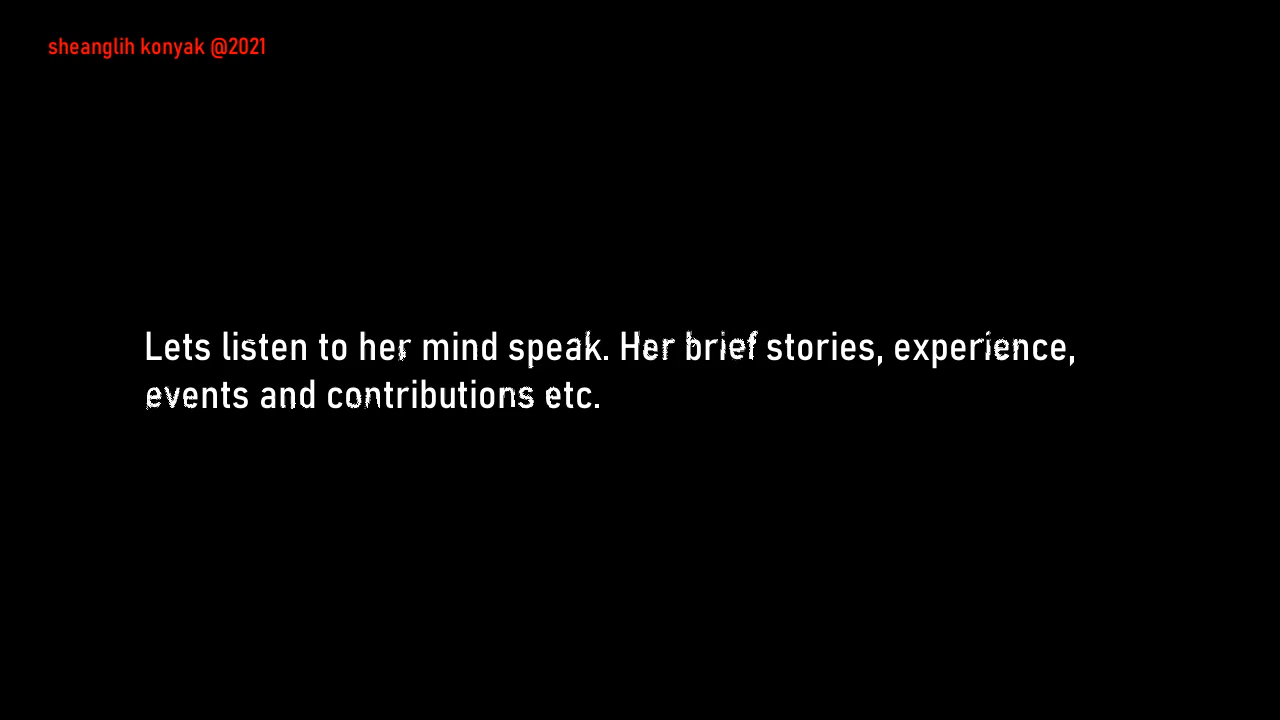 sheanglih konyak @2021
Lets listen to her mind speak. Her brief stories, experience,
events and contributions etc.